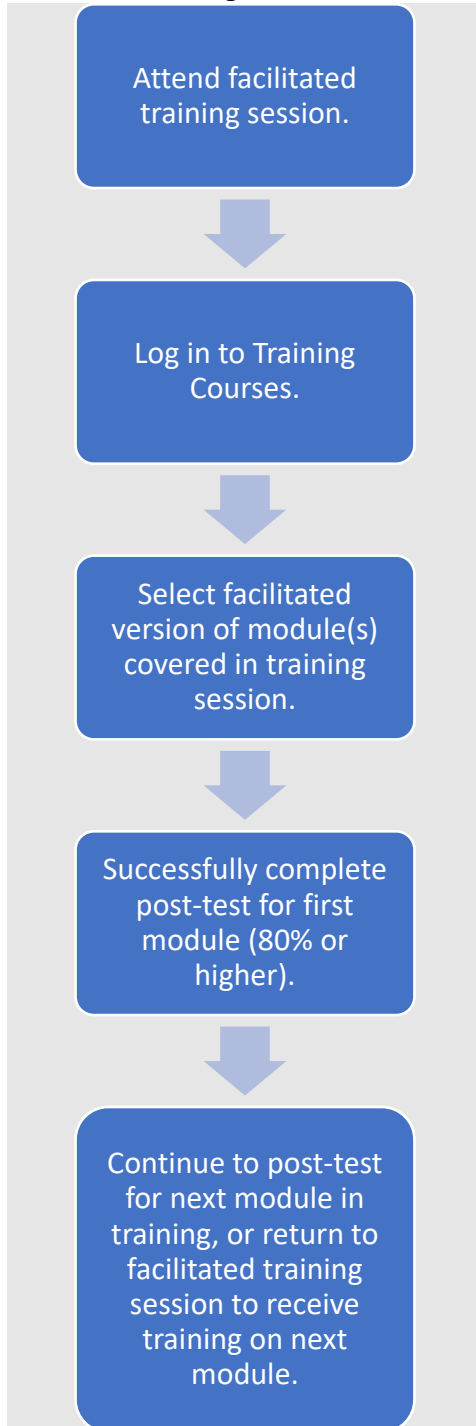 Attend facilitated
training session.
Log in to Training
Courses.
Select facilitated
version of module(s)
covered in training
session.
Successfully complete
post-test for first
module (80% or
higher).
Continue to post-test
for next module in
training, or return to
facilitated training
session to receive
training on next
module.